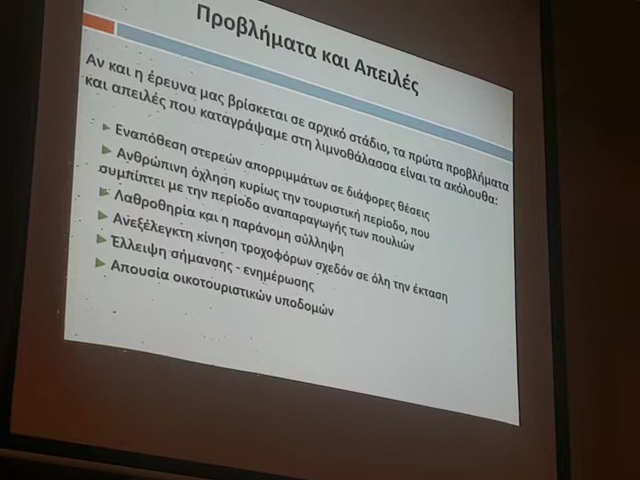 Προβλήματα και Απειλές
Αν και η έρευνα μας βρίσκεται σε αρχικό στάδιο, τα πρώτα προβλήματα
και απειλές που καταγράψαμε στη λιμνοθάλασσα είναι τα ακόλουθα:
Εναπόθεση στερεών απορριμμάτων σε διάφορες θέσεις
Ανθρώπινη όχληση κυρίως την τουριστική περίοδο, που
συμπίπτει με την περίοδο αναπαραγωγής των πουλιών
Λαθροθηρία και η παράνομη σύλληψη
Ανεξέλεγκτη κίνηση τροχοφόρων σχεδόν σε όλη την έκταση
Έλλειψη σήμανσης - ενημέρωσης
Απουσία οικοτουριστικών υποδομών